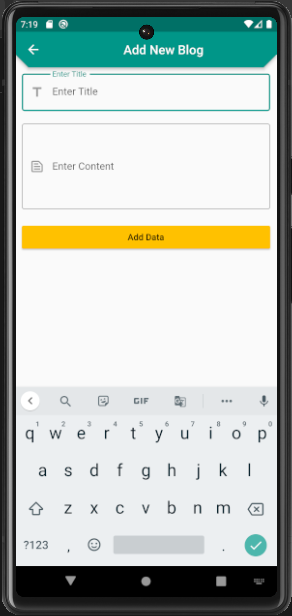 7:19
Add New Blog
Enter Title
Enter Title
Enter Content
Add Data
GIF
1 2 3 4 5 6 7 8 9 0
q w e r t y u i o p
a s d f g h j k l
z x c v b n m
?123 , .